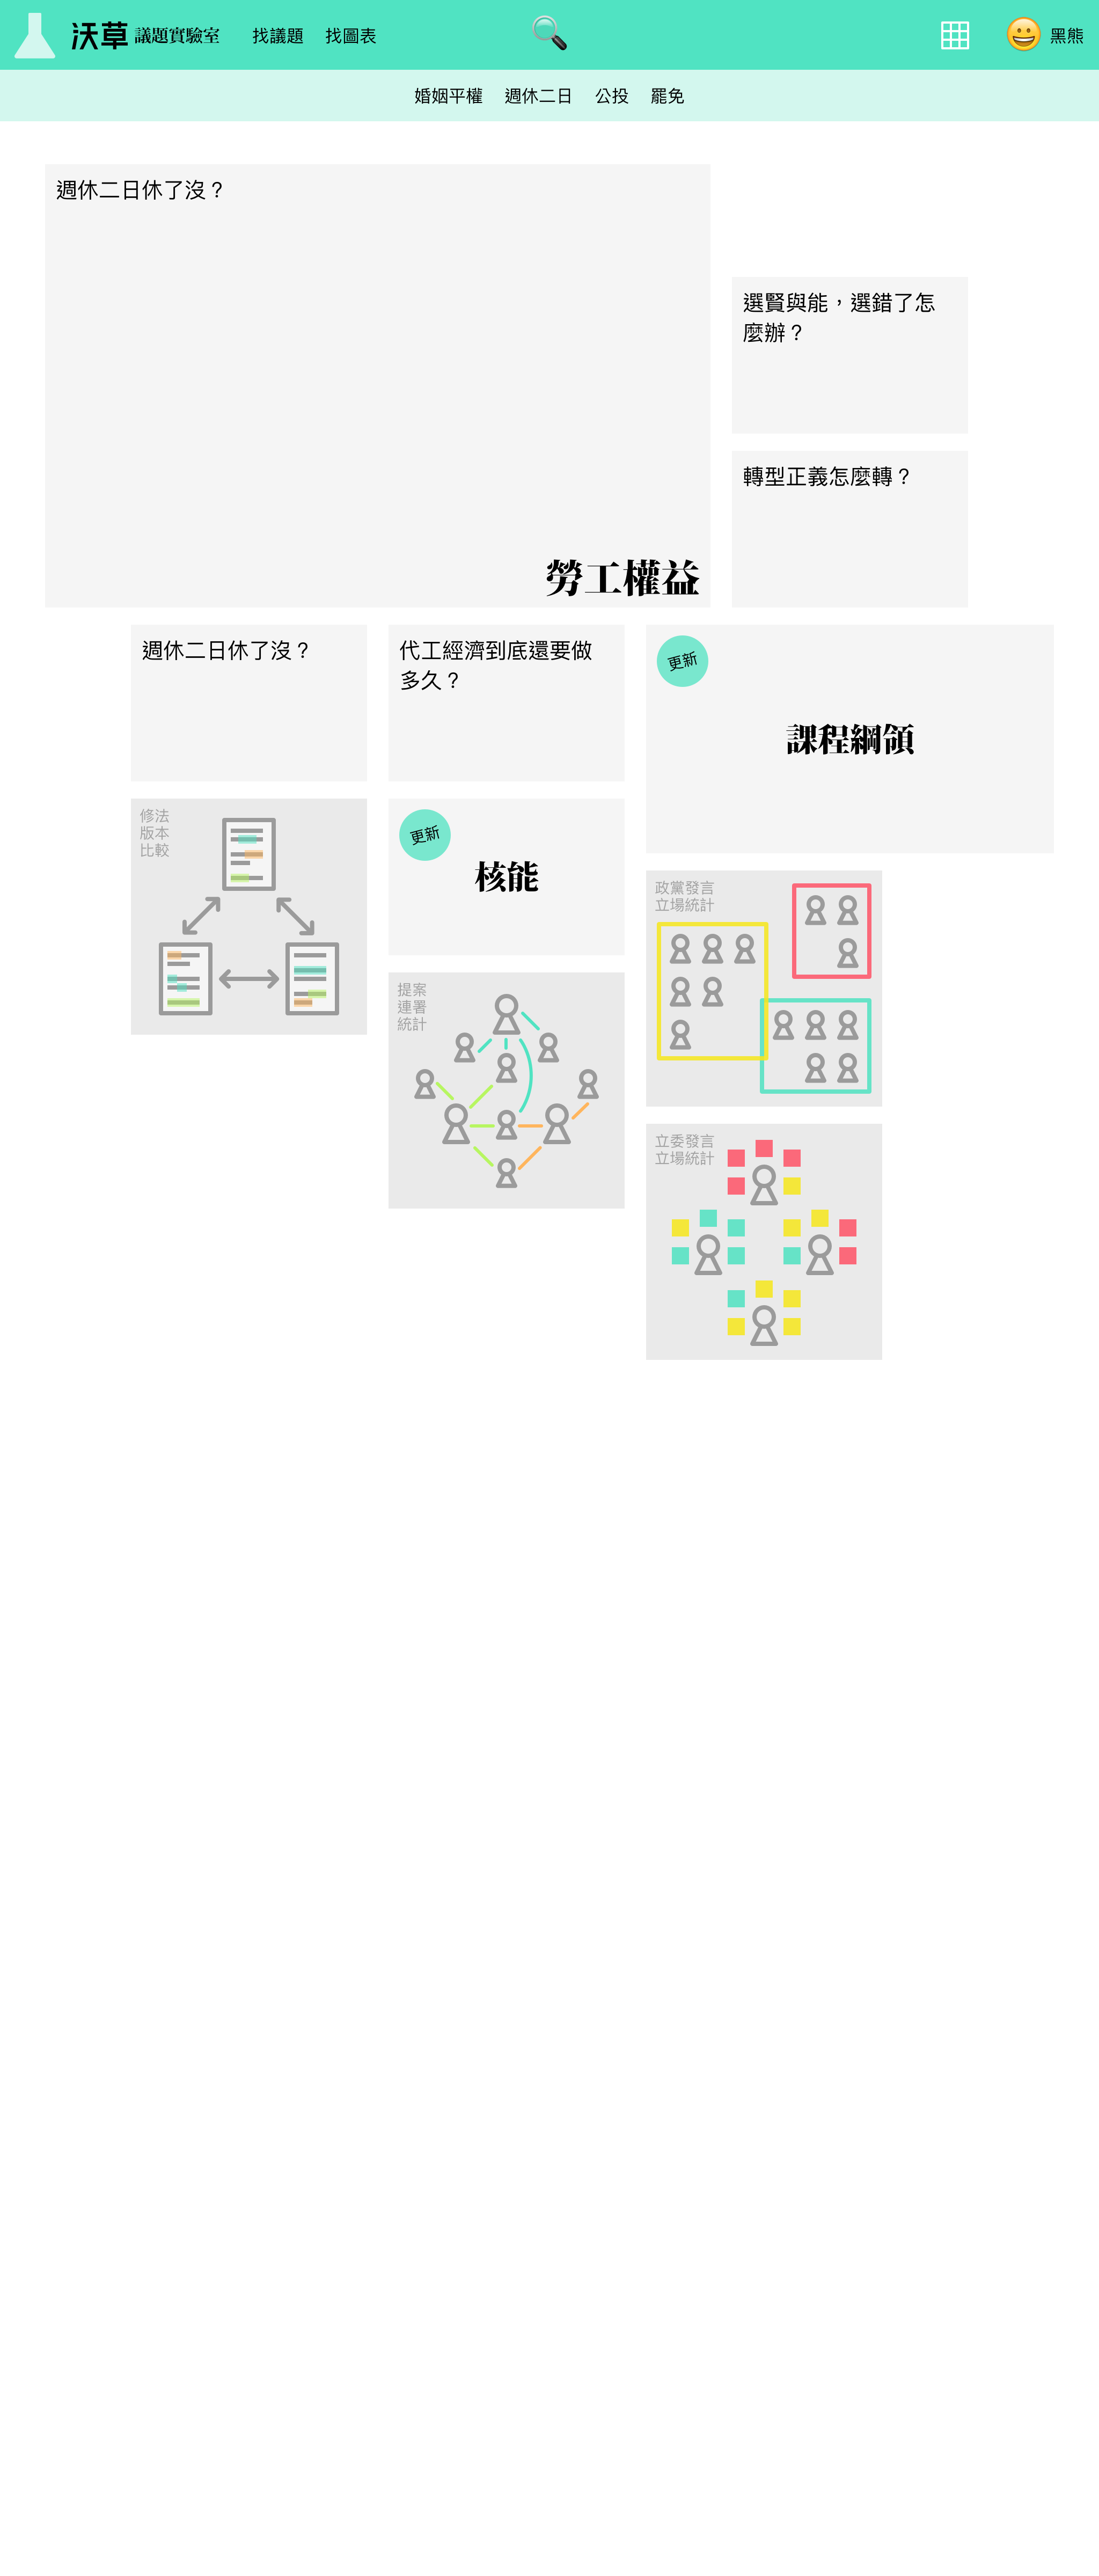 沃草 議題實驗室 找議題 找圖表 黑熊
婚姻平權 週休二日 公投 罷免
週休二日休了沒？
勞工權益
選賢與能，選錯了怎
麼辦？
轉型正義怎麼轉？
週休二日休了沒？
代工經濟到底還要做
多久？
更新
課程綱領
修法
版本
比較
更新
核能
提案
連署
統計
政黨發言
立場統計
立委發言
立場統計